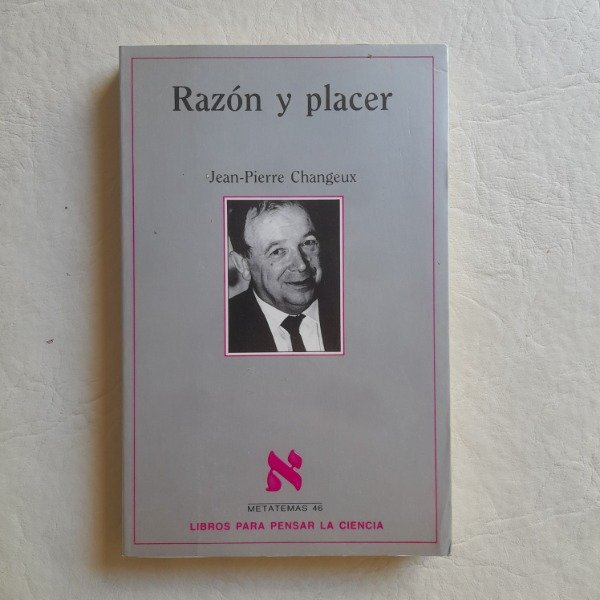 Razón y placer
Jean-Pierre Changeux
א
METATEMAS 46
LIBROS PARA PENSAR LA CIENCIA